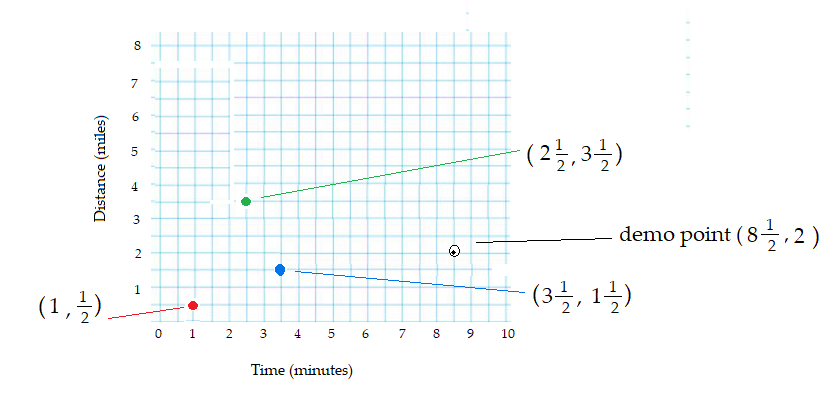 8
7
6
5
4
3
2
1
Distance (miles)
(2 1/2, 3 1/2)
demo point (8 1/2, 2 )
(3 1/2, 1 1/2)
(1, 1/2)
0 1 2 3 4 5 6 7 8 9 10
Time (minutes)